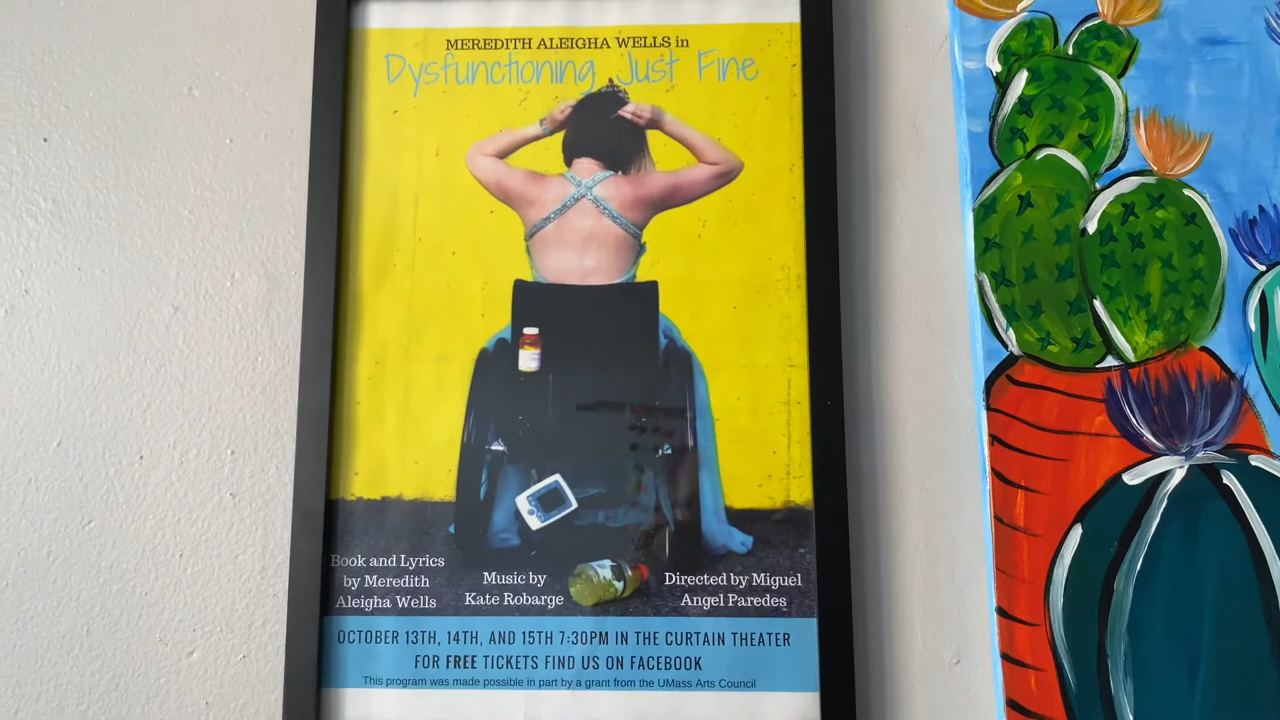 MEREDITH ALEIGHA WELLS in
Dysfunctioning Just Fine
Book and Lyrics
by Meredith
Aleigha Wells
Music by
Kate Robarge
Directed by Miguel
Angel Paredes
OCTOBER 13TH, 14TH, AND 15TH 7:30PM IN THE CURTAIN THEATER
FOR FREE TICKETS FIND US ON FACEBOOK
This program was made possible in part by a grant from the UMass Arts Council